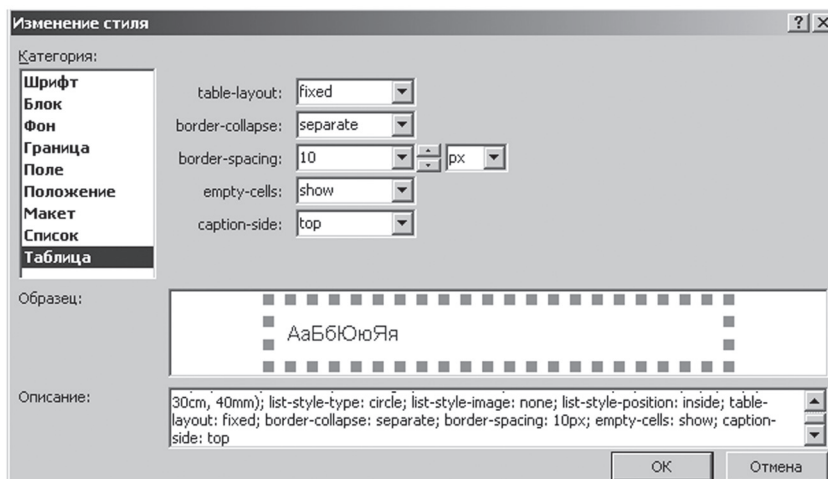 Изменение стиля
Категория:
Шрифт
Блок
Фон
Граница
Поле
Положение
Макет
Список
Таблица
table-layout: fixed
border-collapse: separate
border-spacing: 10 px
empty-cells: show
caption-side: top
Образец:
АаБбЮюЯя
Описание:
30cm, 40mm); list-style-type: circle; list-style-image: none; list-style-position: inside; table-
layout: fixed; border-collapse: separate; border-spacing: 10px; empty-cells: show; caption-
side: top
ОК Отмена